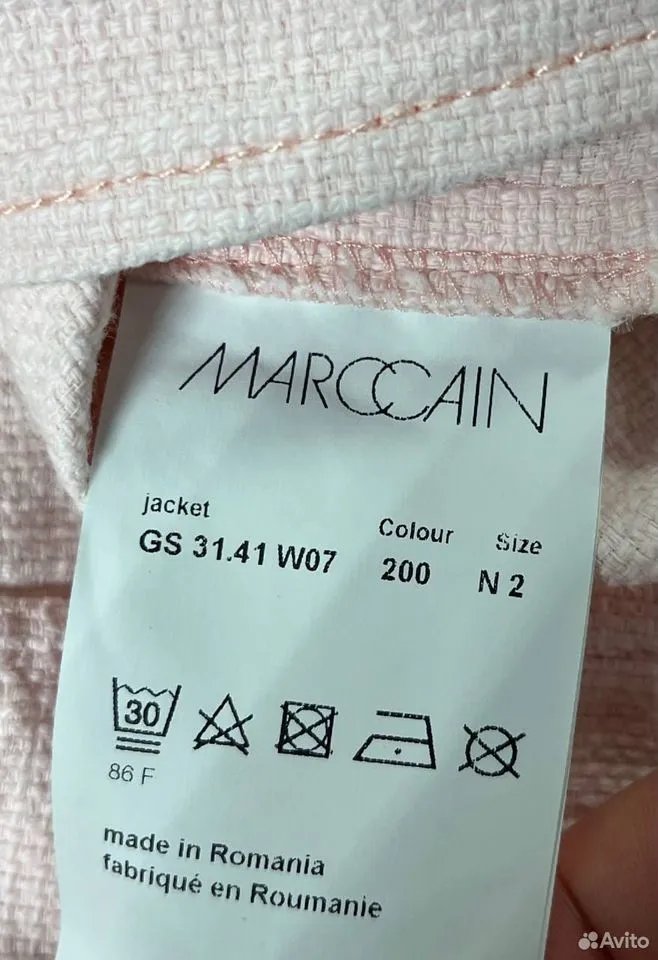 MARCCAIN
jacket
GS 31.41 W07
Colour
200
Size
N 2
30
86 F
made in Romania
fabriqué en Roumanie
Avito